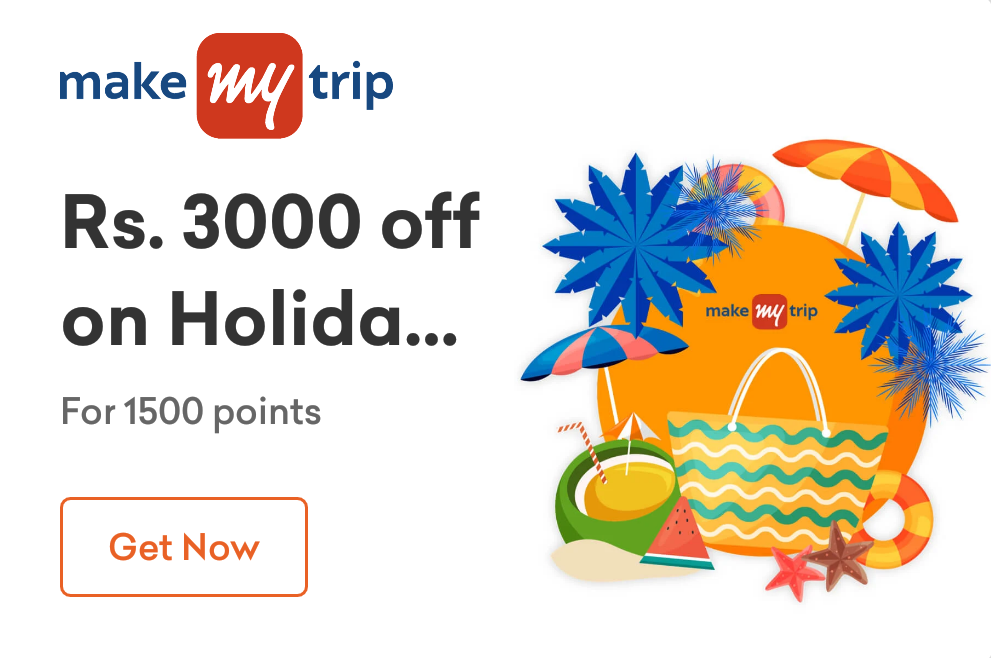 make my trip
Rs. 3000 off
on Holida...
For 1500 points
Get Now
make my trip